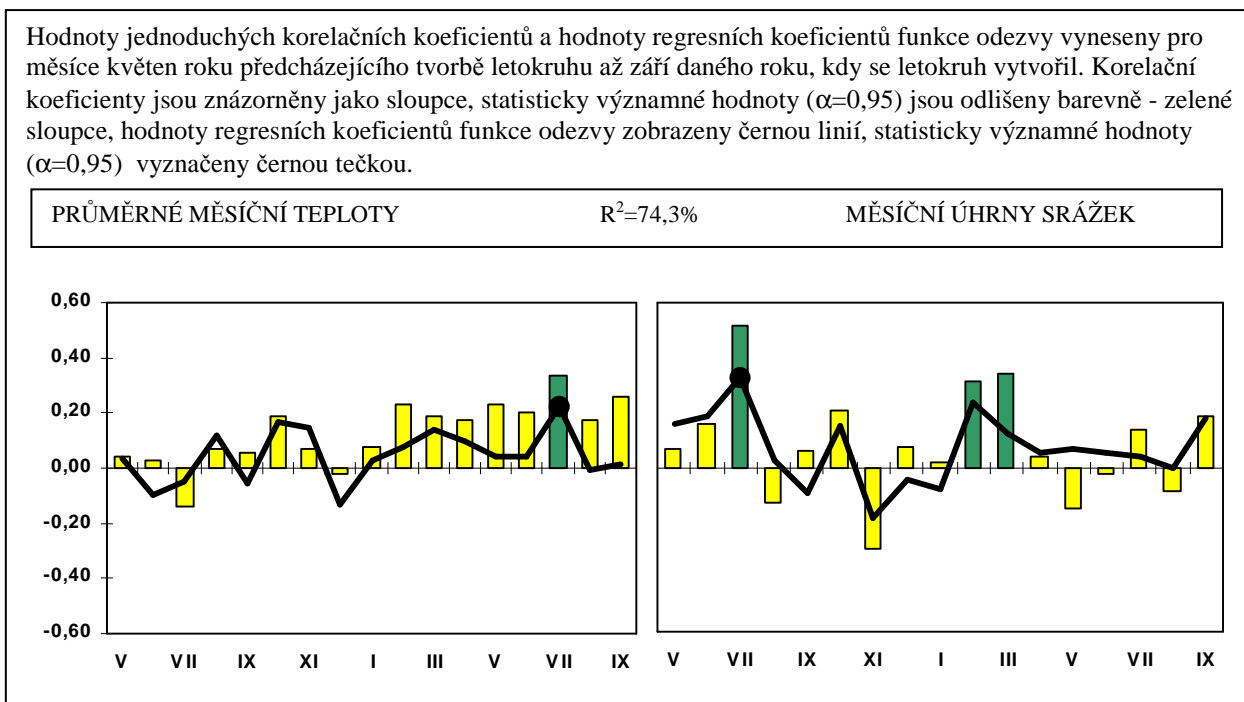 Hodnoty jednoduchých korelačních koeficientů a hodnoty regresních koeficientů funkce odezvy vyneseny pro
měsíce květen roku předcházejícího tvorbě letokruhu až září daného roku, kdy se letokruh vytvořil. Korelační
koeficienty jsou znázorněny jako sloupce, statisticky významné hodnoty (α=0,95) jsou odlišeny barevně - zelené
sloupce, hodnoty regresních koeficientů funkce odezvy zobrazeny černou linií, statisticky významné hodnoty
(α=0,95) vyznačeny černou tečkou.
PRŮMĚRNÉ MĚSÍČNÍ TEPLOTY R²=74,3% MĚSÍČNÍ ÚHRNY SRÁŽEK
0,60
0,40
0,20
0,00
-0,20
-0,40
-0,60
V VII IX XI I III V VII IX
V VII IX XI I III V VII IX